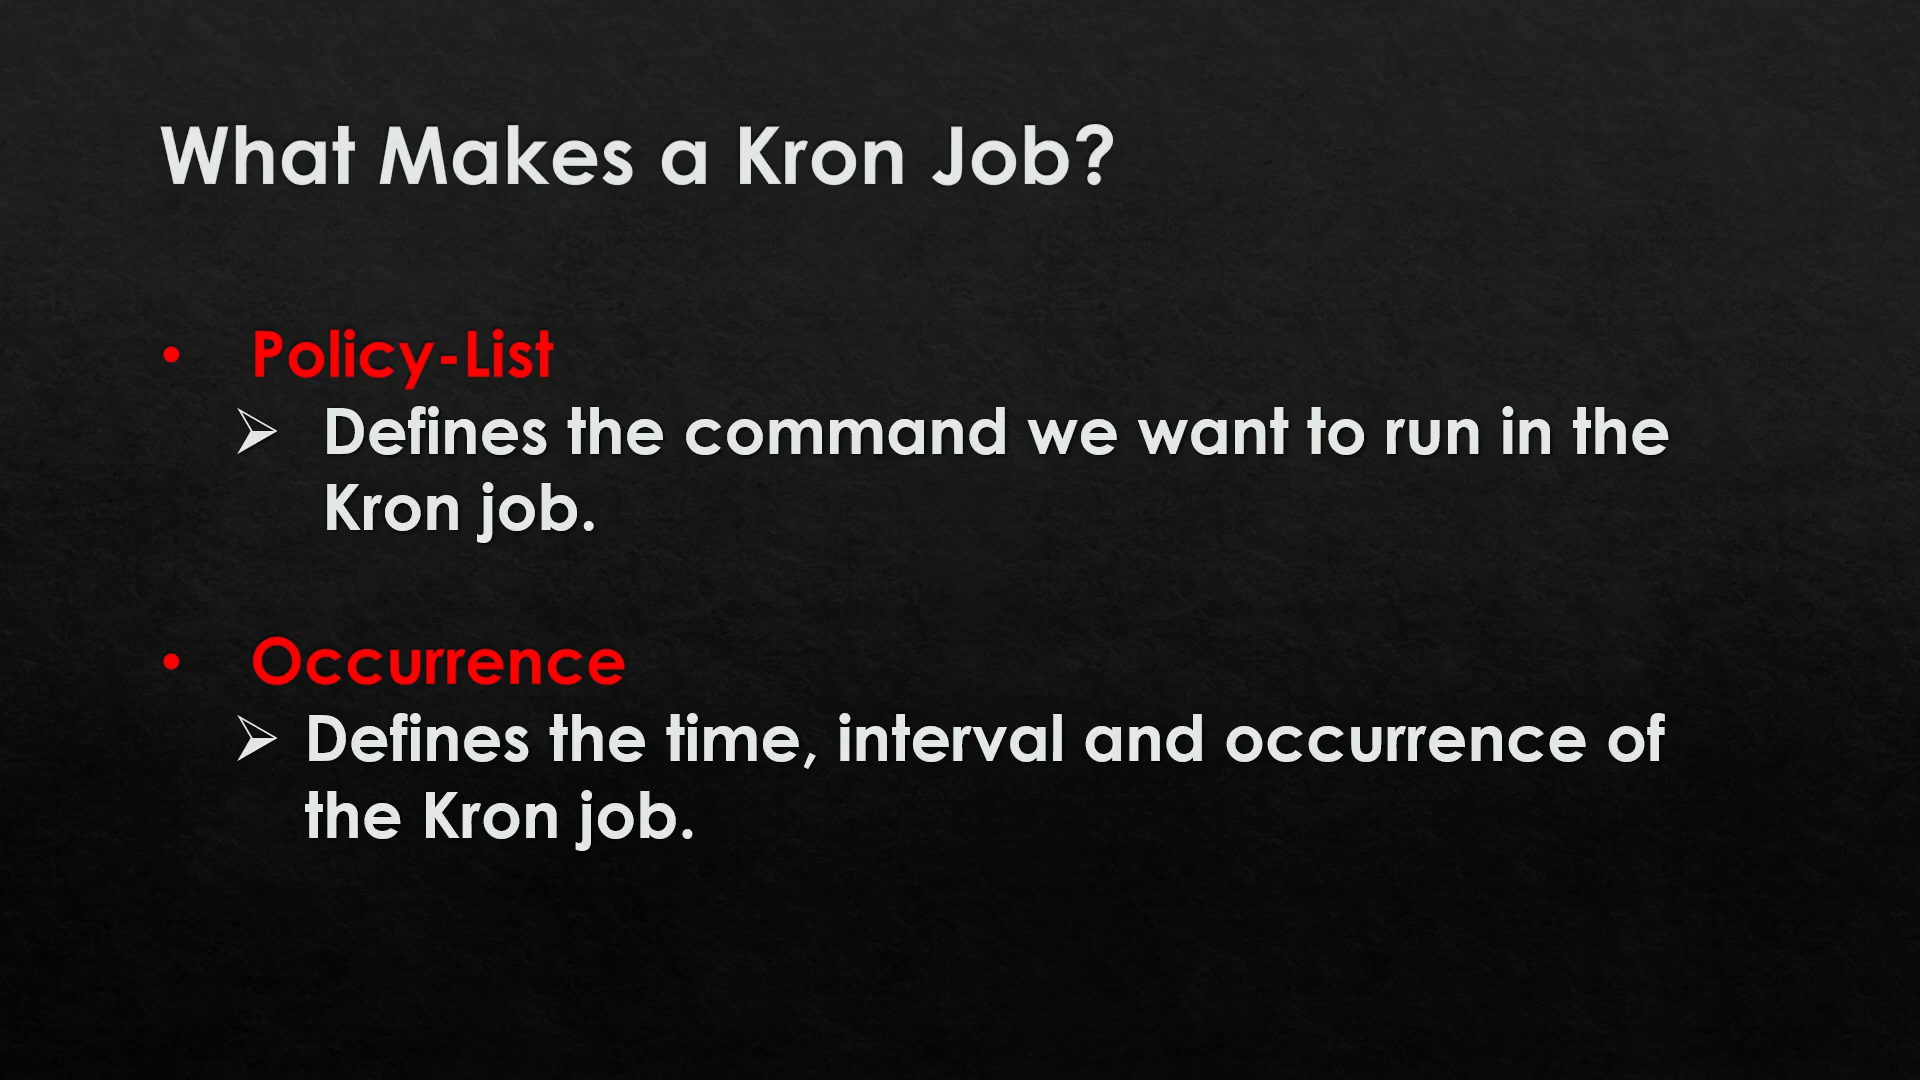 What Makes a Kron Job?
• Policy-List
➢ Defines the command we want to run in the
Kron job.
• Occurrence
➢ Defines the time, interval and occurrence of
the Kron job.